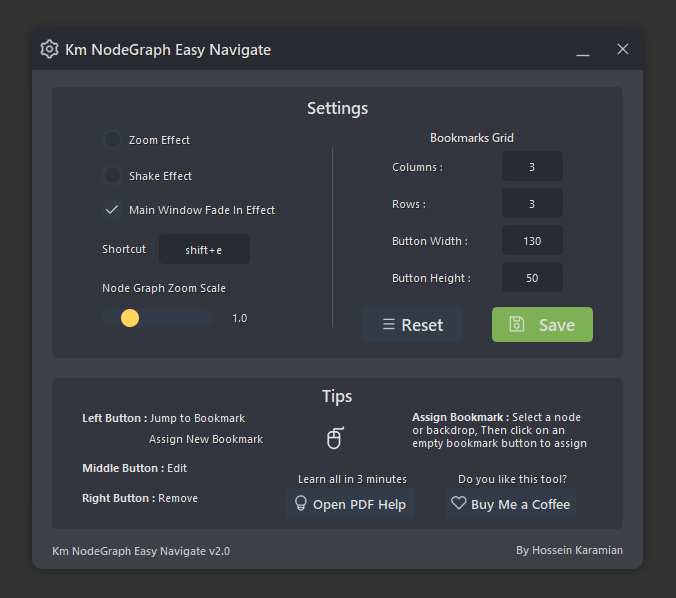 Km NodeGraph Easy Navigate
Settings
Zoom Effect
Shake Effect
Main Window Fade In Effect
Shortcut shift+e
Node Graph Zoom Scale
1.0
Bookmarks Grid
Columns : 3
Rows : 3
Button Width : 130
Button Height : 50
Reset
Save
Tips
Left Button : Jump to Bookmark
Assign New Bookmark
Middle Button : Edit
Right Button : Remove
Assign Bookmark : Select a node
or backdrop, Then click on an
empty bookmark button to assign
Learn all in 3 minutes
Open PDF Help
Do you like this tool?
Buy Me a Coffee
Km NodeGraph Easy Navigate v2.0
By Hossein Karamian